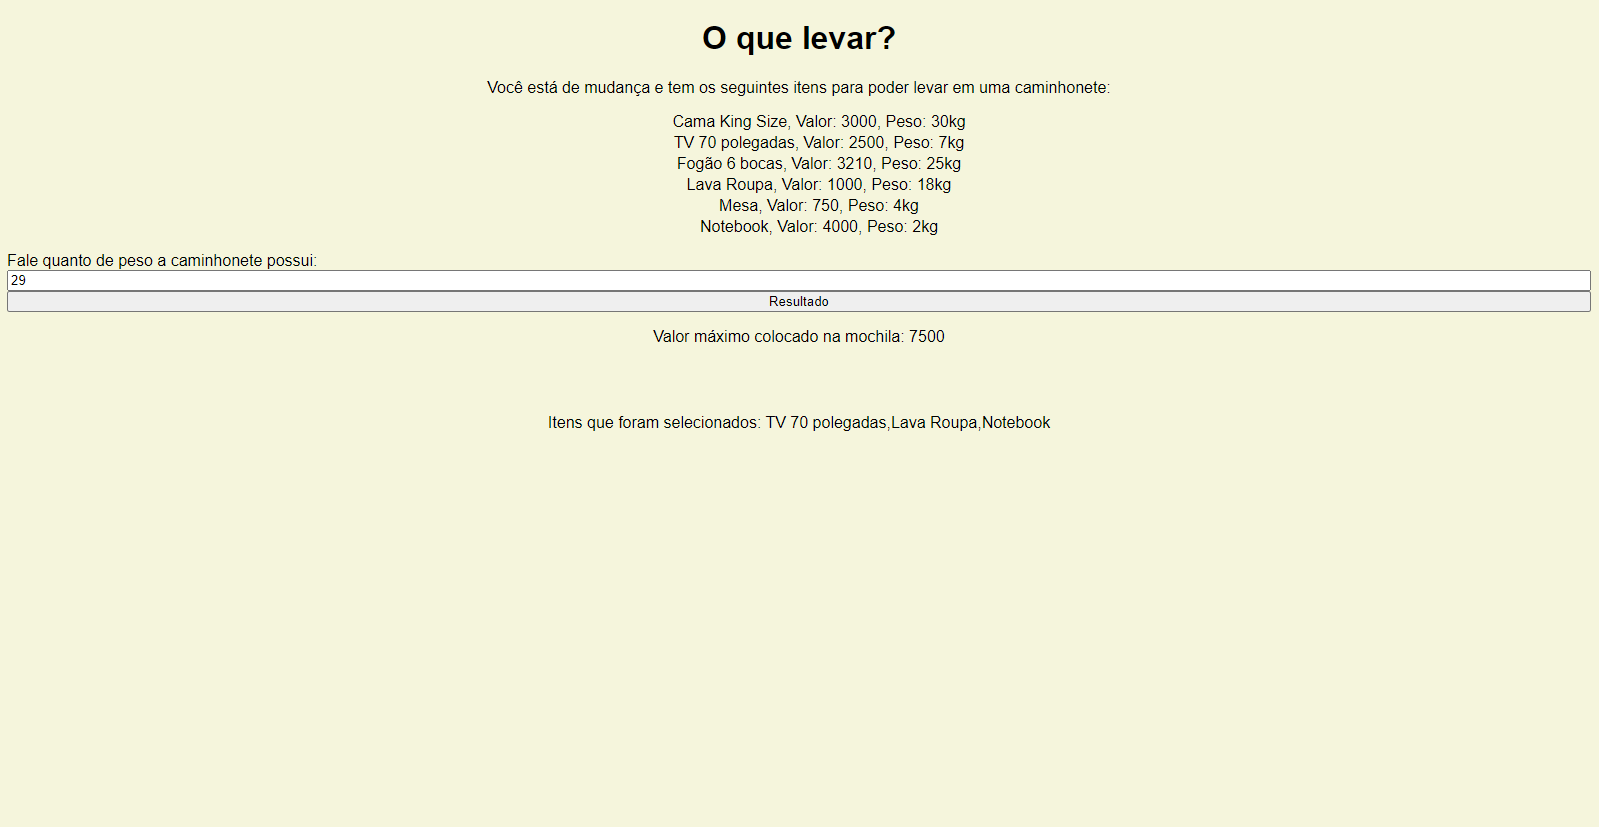 O que levar?
Você está de mudança e tem os seguintes itens para poder levar em uma caminhonete:
Cama King Size, Valor: 3000, Peso: 30kg
TV 70 polegadas, Valor: 2500, Peso: 7kg
Fogão 6 bocas, Valor: 3210, Peso: 25kg
Lava Roupa, Valor: 1000, Peso: 18kg
Mesa, Valor: 750, Peso: 4kg
Notebook, Valor: 4000, Peso: 2kg
Fale quanto de peso a caminhonete possui:
29
Resultado
Valor máximo colocado na mochila: 7500
Itens que foram selecionados: TV 70 polegadas,Lava Roupa,Notebook